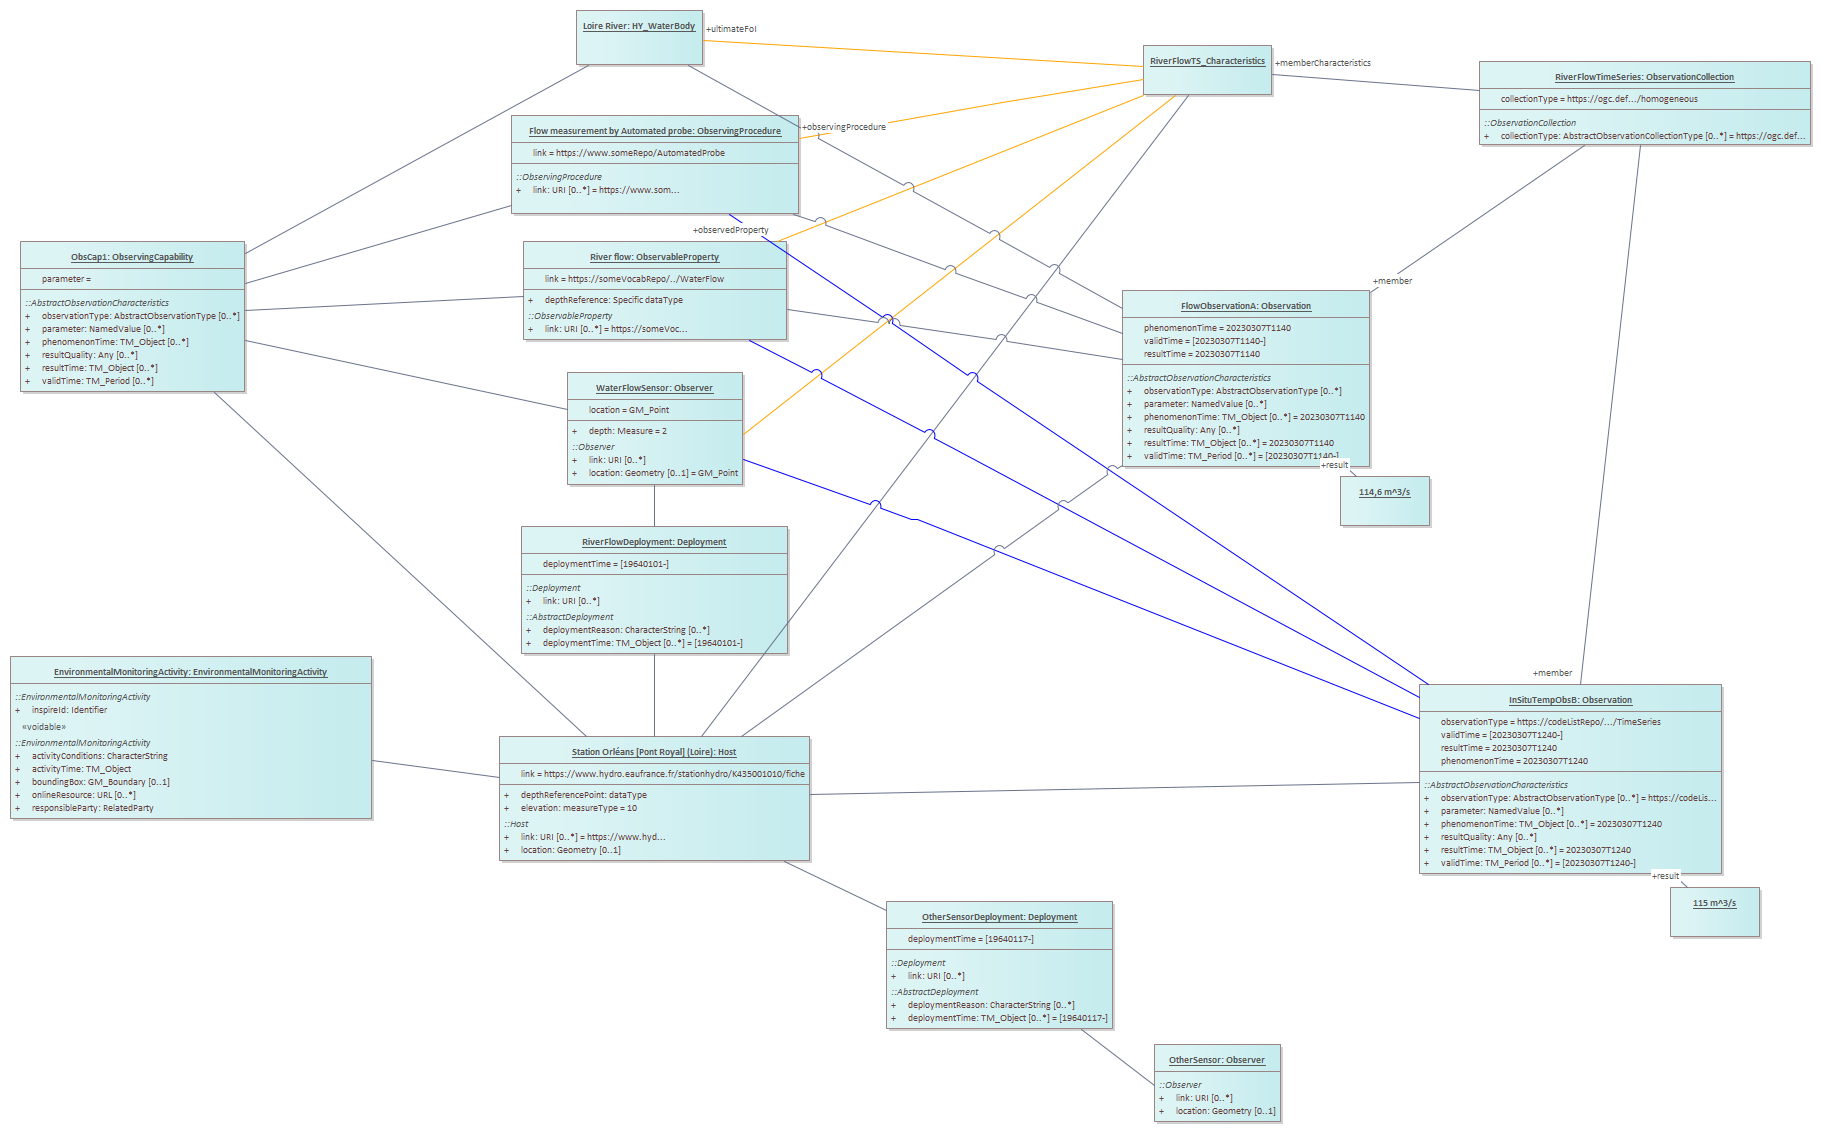 Loire River: HY_WaterBody
+ultimateFoI
RiverFlowTS_Characteristics
+memberCharacteristics
RiverFlowTimeSeries: ObservationCollection
collectionType = https://ogc.def.../homogeneous
::ObservationCollection
+ collectionType: AbstractObservationCollectionType [0..*] = https://ogc.def...
Flow measurement by Automated probe: ObservingProcedure
link = https://www.someRepo/AutomatedProbe
::ObservingProcedure
+ link: URI [0..*] = https://www.som...
+observingProcedure
+observedProperty
ObsCap1: ObservingCapability
parameter =
::AbstractObservationCharacteristics
+ observationType: AbstractObservationType [0..*]
+ parameter: NamedValue [0..*]
+ phenomenonTime: TM_Object [0..*]
+ resultQuality: Any [0..*]
+ resultTime: TM_Object [0..*]
+ validTime: TM_Period [0..*]
River flow: ObservableProperty
link = https://someVocabRepo/../WaterFlow
+ depthReference: Specific dataType
::ObservableProperty
+ link: URI [0..*] = https://someVoc...
+member
FlowObservationA: Observation
phenomenonTime = 20230307T1140
validTime = [20230307T1140-]
resultTime = 20230307T1140
::AbstractObservationCharacteristics
+ observationType: AbstractObservationType [0..*]
+ parameter: NamedValue [0..*]
+ phenomenonTime: TM_Object [0..*] = 20230307T1140
+ resultQuality: Any [0..*]
+ resultTime: TM_Object [0..*] = 20230307T1140
+ validTime: TM_Period [0..*] = [20230307T1140-]
+result
114,6 m^3/s
WaterFlowSensor: Observer
location = GM_Point
+ depth: Measure = 2
::Observer
+ link: URI [0..*]
+ location: Geometry [0..1] = GM_Point
RiverFlowDeployment: Deployment
deploymentTime = [19640101-]
::Deployment
+ link: URI [0..*]
::AbstractDeployment
+ deploymentReason: CharacterString [0..*]
+ deploymentTime: TM_Object [0..*] = [19640101-]
EnvironmentalMonitoringActivity: EnvironmentalMonitoringActivity
::EnvironmentalMonitoringActivity
+ inspireId: Identifier
«voidable»
::EnvironmentalMonitoringActivity
+ activityConditions: CharacterString
+ activityTime: TM_Object
+ boundingBox: GM_Boundary [0..1]
+ onlineResource: URL [0..*]
+ responsibleParty: RelatedParty
Station Orléans [Pont Royal] (Loire): Host
link = https://www.hydro.eaufrance.fr/stationhydro/K435001010/fiche
+ depthReferencePoint: dataType
+ elevation: measureType = 10
::Host
+ link: URI [0..*] = https://www.hyd...
+ location: Geometry [0..1]
+member
InSituTempObsB: Observation
observationType = https://codeListRepo/.../TimeSeries
validTime = [20230307T1240-]
resultTime = 20230307T1240
phenomenonTime = 20230307T1240
::AbstractObservationCharacteristics
+ observationType: AbstractObservationType [0..*] = https://codeLis...
+ parameter: NamedValue [0..*]
+ phenomenonTime: TM_Object [0..*] = 20230307T1240
+ resultQuality: Any [0..*]
+ resultTime: TM_Object [0..*] = 20230307T1240
+ validTime: TM_Period [0..*] = [20230307T1240-]
+result
115 m^3/s
OtherSensorDeployment: Deployment
deploymentTime = [19640117-]
::Deployment
+ link: URI [0..*]
::AbstractDeployment
+ deploymentReason: CharacterString [0..*]
+ deploymentTime: TM_Object [0..*] = [19640117-]
OtherSensor: Observer
::Observer
+ link: URI [0..*]
+ location: Geometry [0..1]